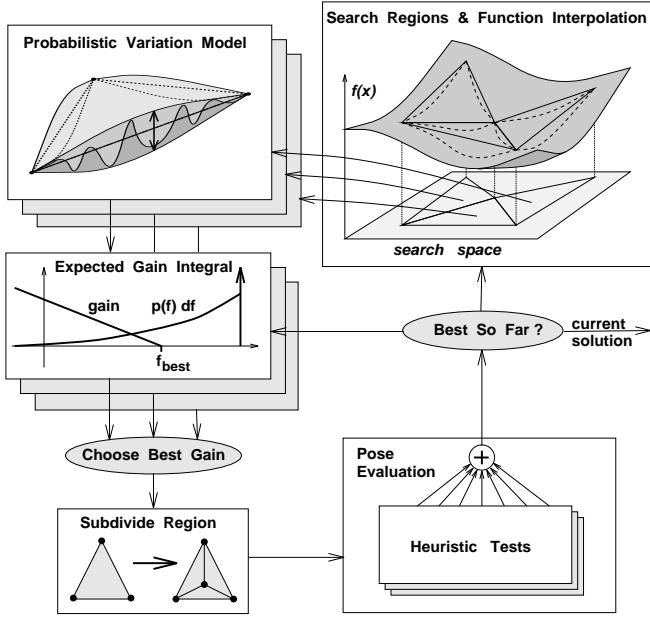 Probabilistic Variation Model
Search Regions & Function Interpolation
f(x)
search space
Expected Gain Integral
gain
p(f) df
f best
Best So Far ?
current
solution
Choose Best Gain
Pose
Evaluation
+
Subdivide Region
Heuristic Tests